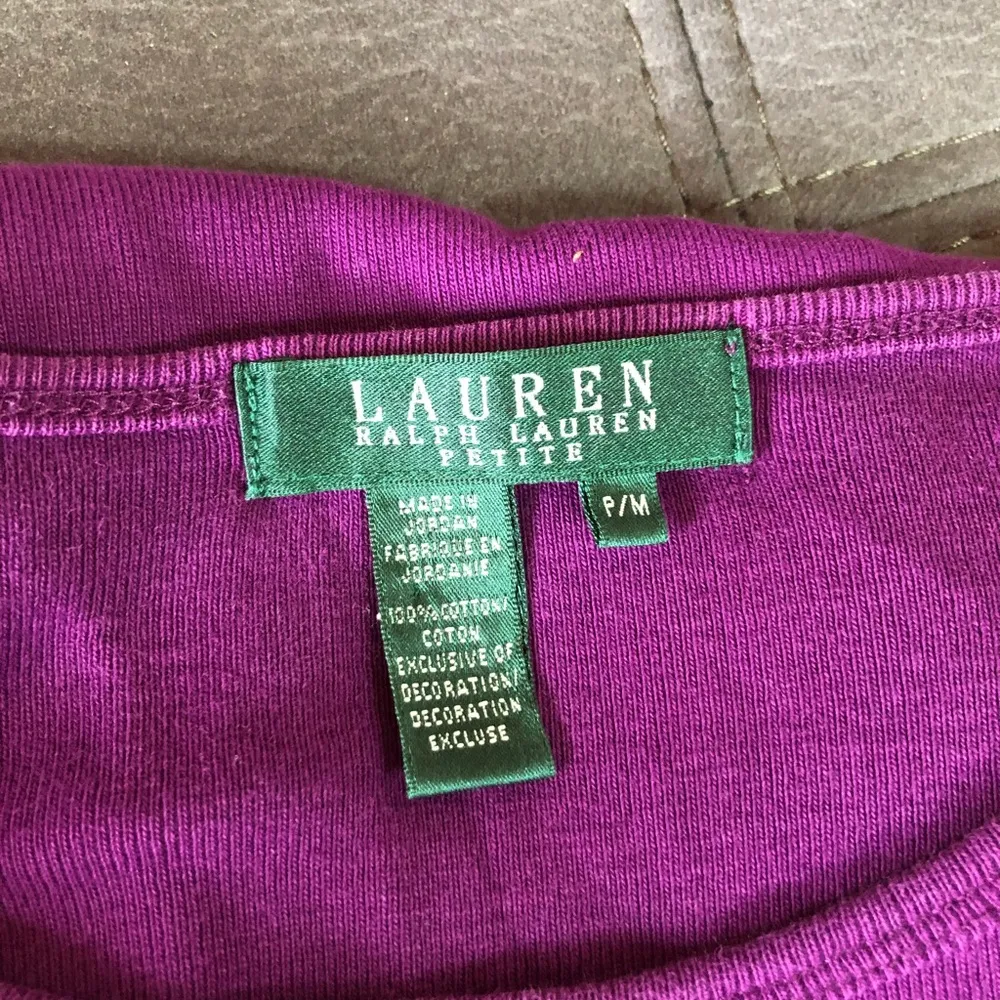 LAUREN
RALPH LAUREN
PETITE
P/M
MADE IN
JORDAN
FABRIQUE EN
JORDANIE
100% COTTON/
COTON
EXCLUSIVE OF
DECORATION/
DECORATION
EXCLUSE